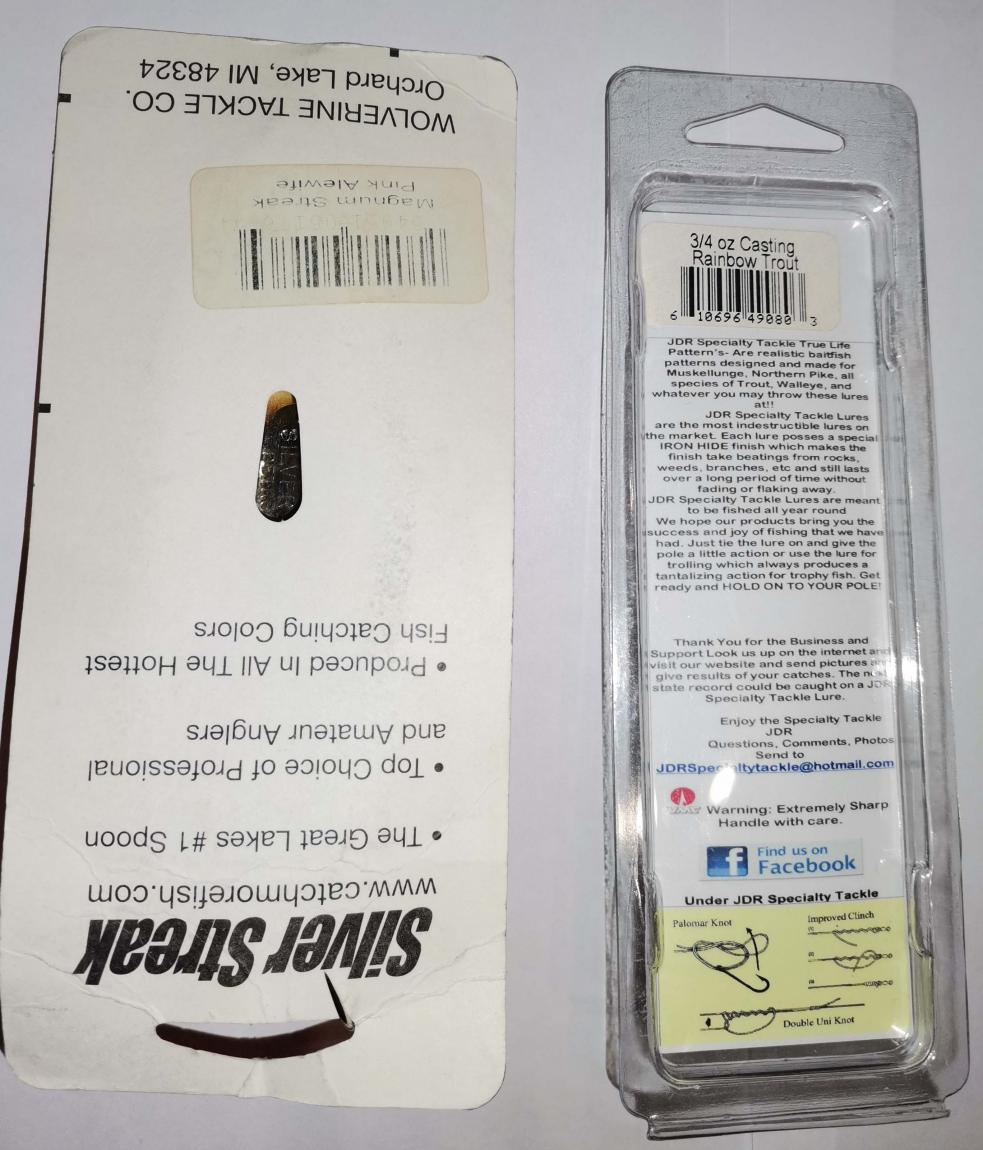 Silver Streak
www.catchmorefish.com
• The Great Lakes #1 Spoon
• Top Choice of Professional
and Amateur Anglers
• Produced In All The Hottest
Fish Catching Colors
SILVER
Magnum Streak
Pink Alewife
WOLVERINE TACKLE CO.
Orchard Lake, MI 48324
3/4 oz Casting
Rainbow Trout
6 10696 49080 3
JDR Specialty Tackle True Life
Pattern's- Are realistic baitfish
patterns designed and made for
Muskellunge, Northern Pike, all
species of Trout, Walleye, and
whatever you may throw these lures
at!!
JDR Specialty Tackle Lures
are the most indestructible lures on
the market. Each lure posses a special
IRON HIDE finish which makes the
finish take beatings from rocks,
weeds, branches, etc and still lasts
over a long period of time without
fading or flaking away.
JDR Specialty Tackle Lures are meant
to be fished all year round
We hope our products bring you the
success and joy of fishing that we have
had. Just tie the lure on and give the
pole a little action or use the lure for
trolling which always produces a
tantalizing action for trophy fish. Get
ready and HOLD ON TO YOUR POLE!
Thank You for the Business and
Support Look us up on the internet and
visit our website and send pictures and
give results of your catches. The next
state record could be caught on a JDR
Specialty Tackle Lure.
Enjoy the Specialty Tackle
JDR
Questions, Comments, Photos
Send to
JDRSpecialtytackle@hotmail.com
VMC Warning: Extremely Sharp
Handle with care.
f Find us on
Facebook
Under JDR Specialty Tackle
Palomar Knot
Improved Clinch
Double Uni Knot